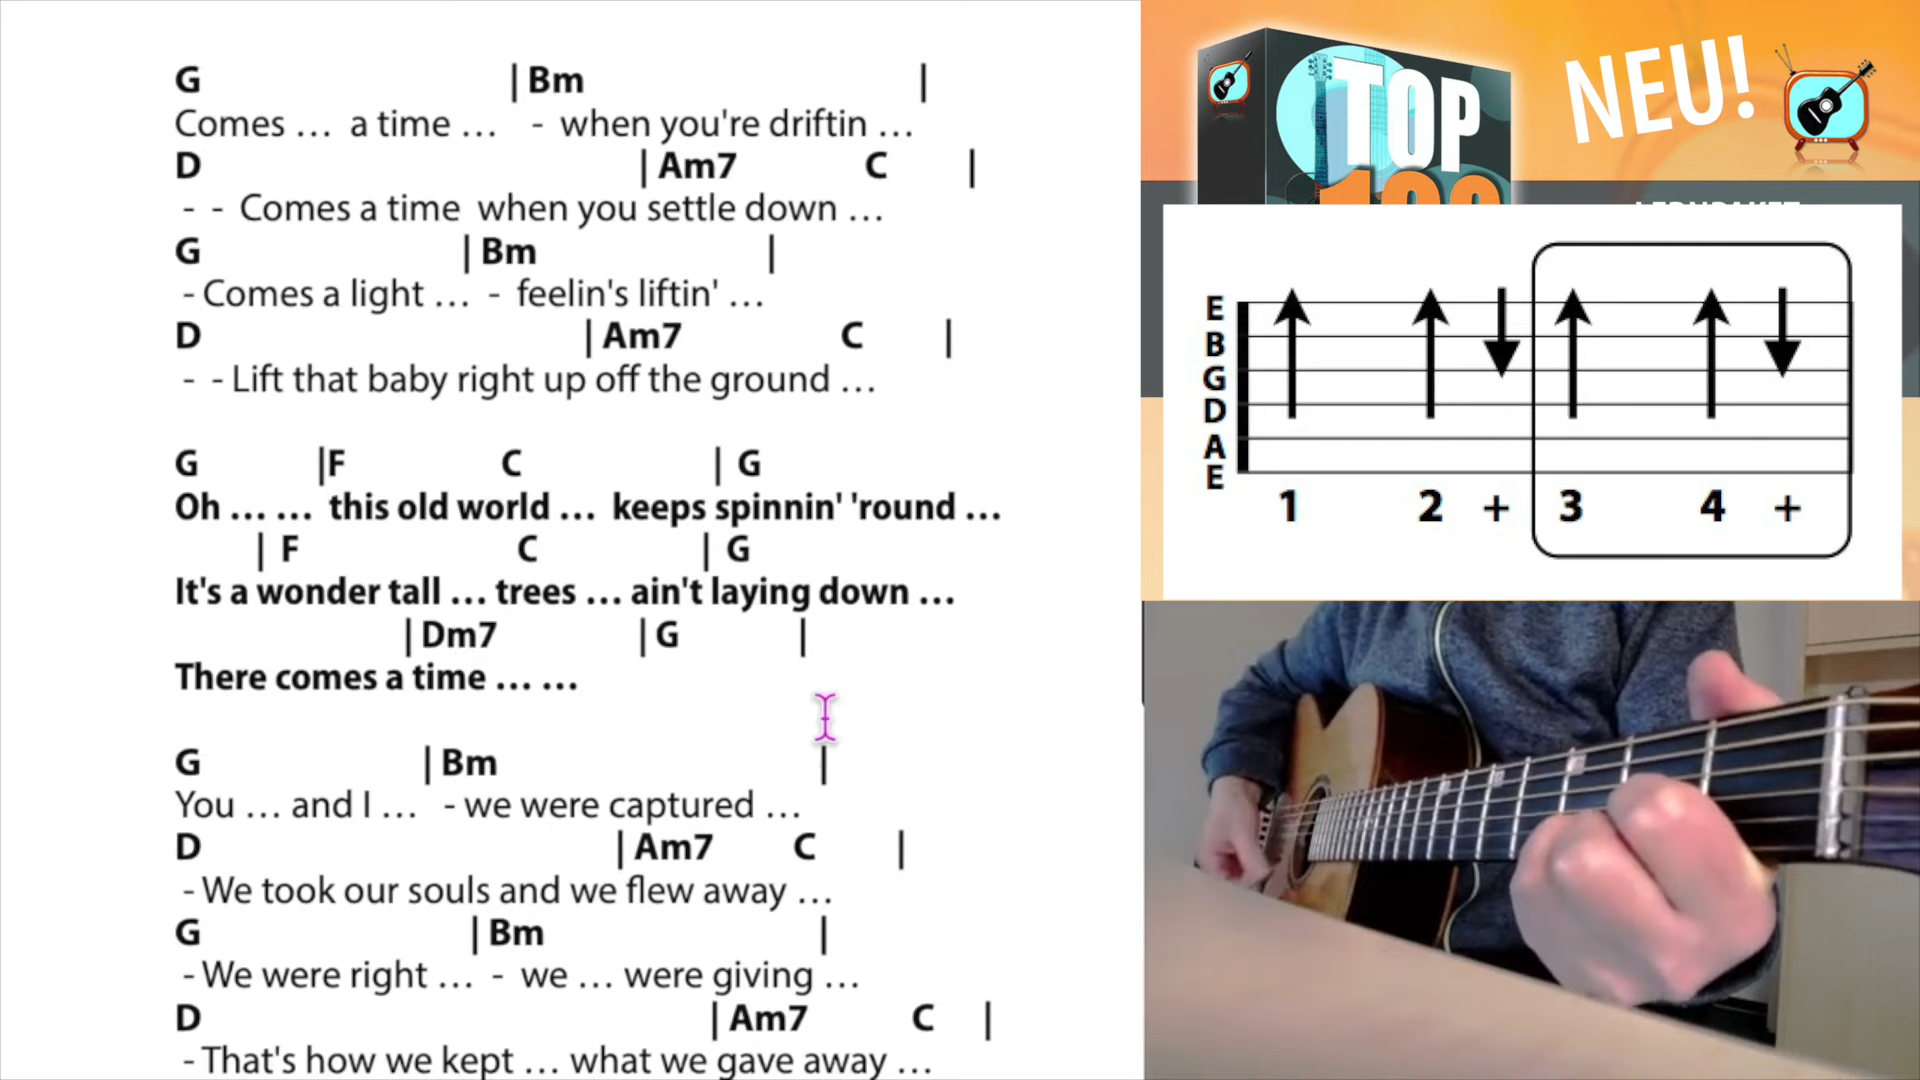 G | Bm |
Comes … a time … - when you're driftin …
D | Am7 C |
- - Comes a time when you settle down …
G | Bm |
- Comes a light … - feelin's liftin' …
D | Am7 C |
- - Lift that baby right up off the ground …
G |F C | G
Oh … … this old world … keeps spinnin' 'round …
| F C | G
It's a wonder tall … trees … ain't laying down …
| Dm7 | G |
There comes a time … …
G | Bm |
You … and I … - we were captured …
D | Am7 C |
- We took our souls and we flew away …
G | Bm |
- We were right … - we … were giving …
D | Am7 C |
- That's how we kept … what we gave away …
TOP
100
NEU!
E
B
G
D
A
E
1 2 + 3 4 +